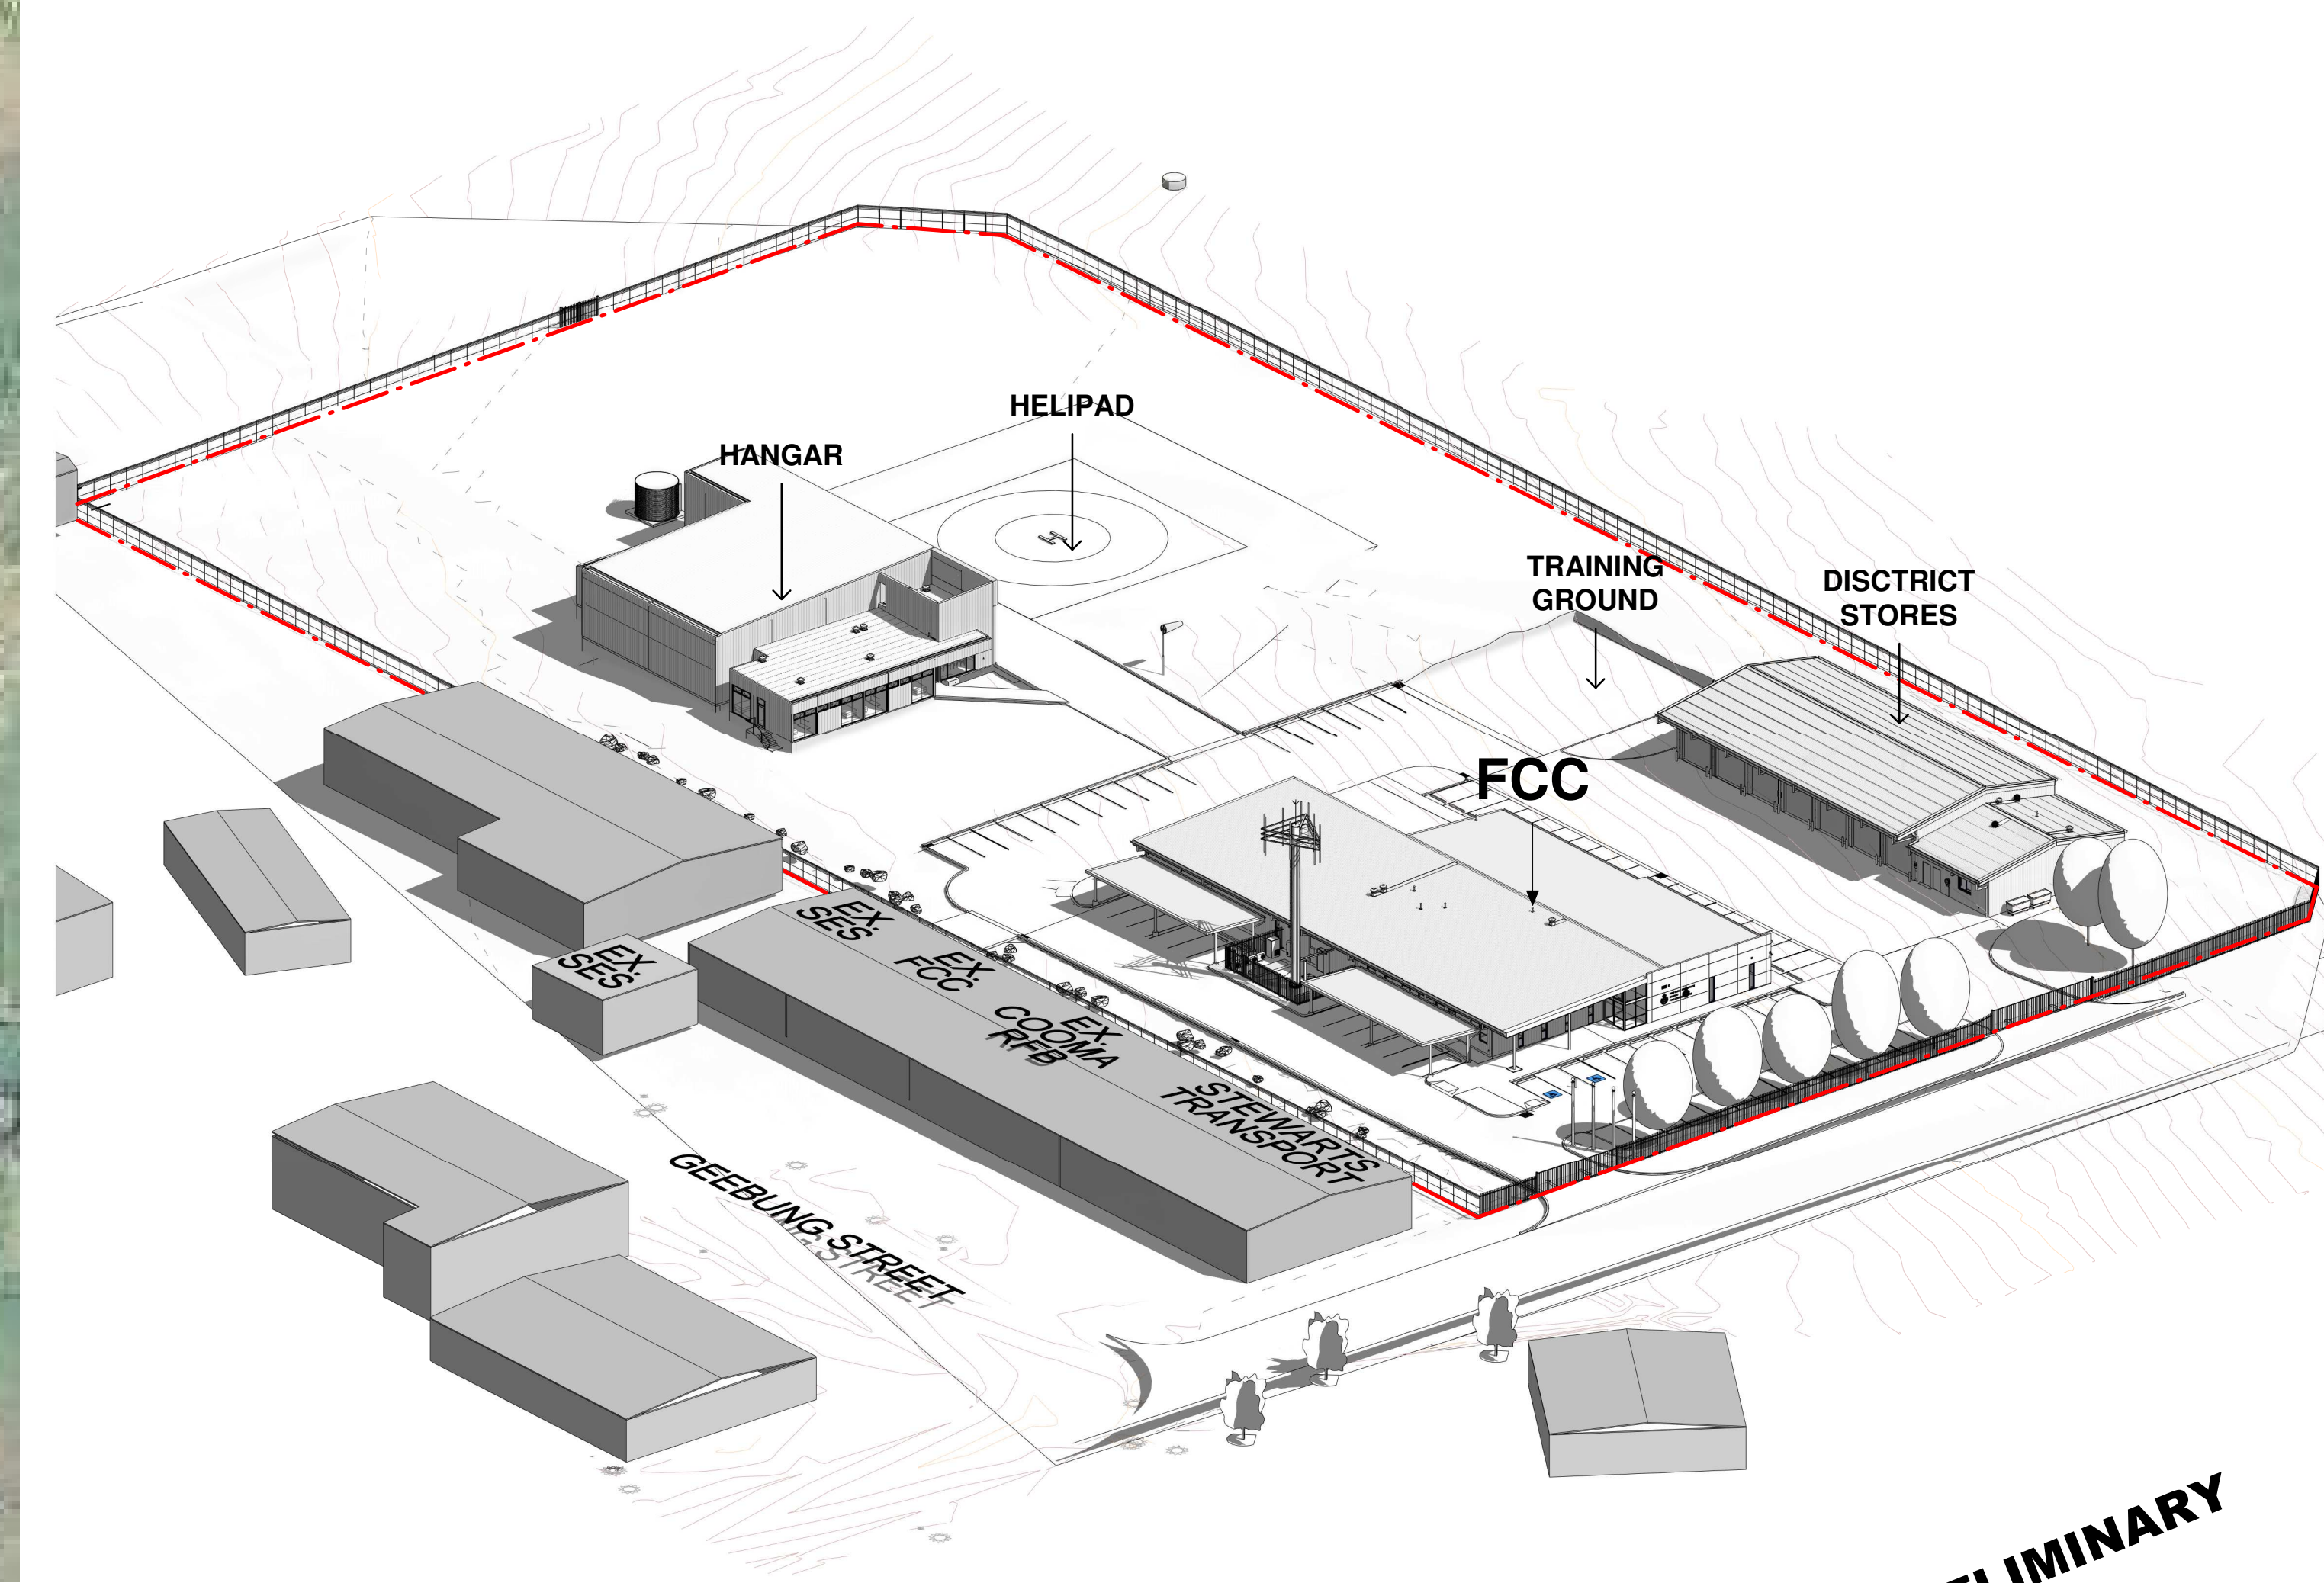 HELIPAD
HANGAR
TRAINING
GROUND
DISCTRICT
STORES
FCC
EX.
SES
EX.
SES
EX.
FCC
EX.
COOMA
RFB
STEWARTS
TRANSPORT
GEEBUNG STREET
ELIMINARY